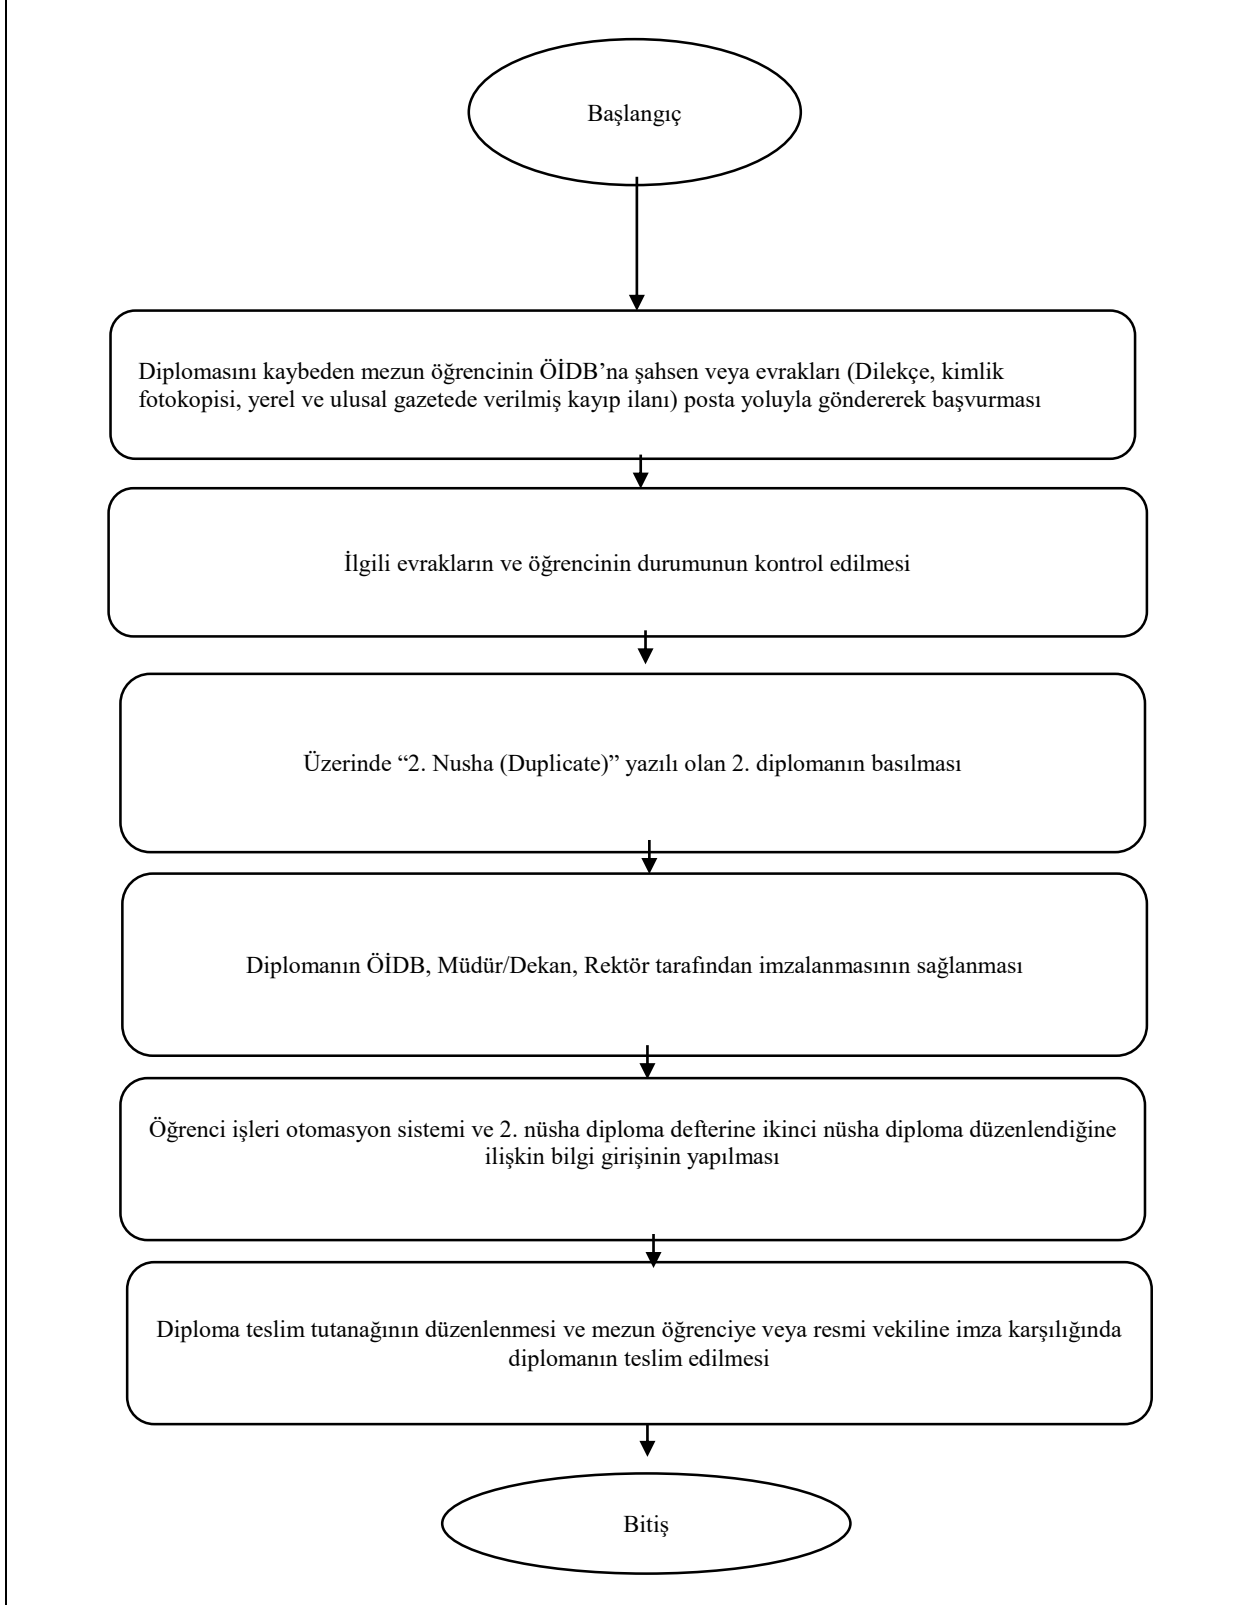 Başlangıç
Diplomasını kaybeden mezun öğrencinin ÖİDB’na şahsen veya evrakları (Dilekçe, kimlik
fotokopisi, yerel ve ulusal gazetede verilmiş kayıp ilanı) posta yoluyla göndererek başvurması
İlgili evrakların ve öğrencinin durumunun kontrol edilmesi
Üzerinde “2. Nusha (Duplicate)” yazılı olan 2. diplomanın basılması
Diplomanın ÖİDB, Müdür/Dekan, Rektör tarafından imzalanmasının sağlanması
Öğrenci işleri otomasyon sistemi ve 2. nüsha diploma defterine ikinci nüsha diploma düzenlendiğine
ilişkin bilgi girişinin yapılması
Diploma teslim tutanağının düzenlenmesi ve mezun öğrenciye veya resmi vekiline imza karşılığında
diplomanın teslim edilmesi
Bitiş